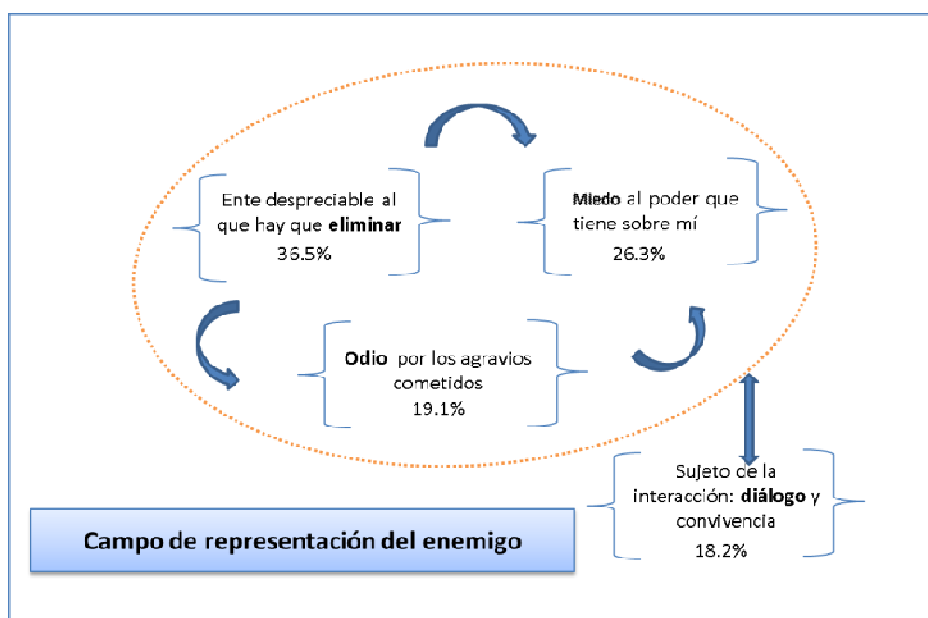 Ente despreciable al
que hay que eliminar
36.5%
Miedo al poder que
tiene sobre mí
26.3%
Odio por los agravios
cometidos
19.1%
Sujeto de la
interacción: diálogo y
convivencia
18.2%
Campo de representación del enemigo